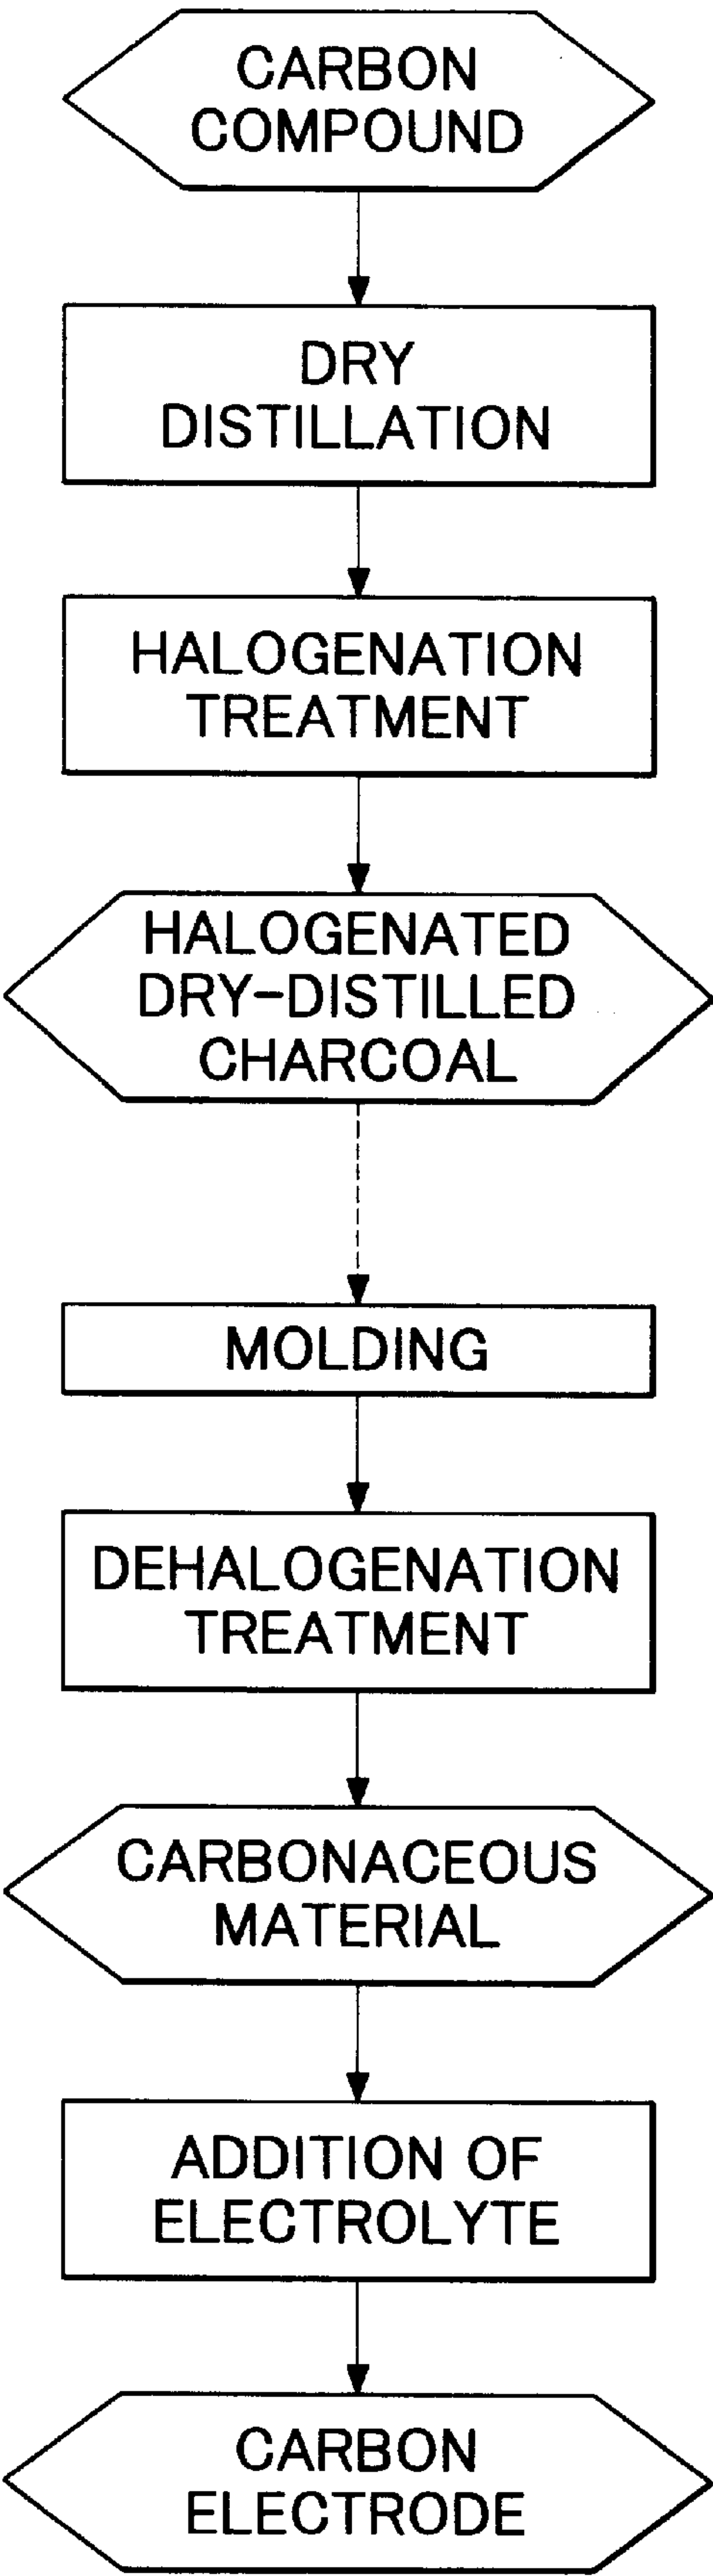 CARBON
COMPOUND
DRY
DISTILLATION
HALOGENATION
TREATMENT
HALOGENATED
DRY-DISTILLED
CHARCOAL
MOLDING
DEHALOGENATION
TREATMENT
CARBONACEOUS
MATERIAL
ADDITION OF
ELECTROLYTE
CARBON
ELECTRODE